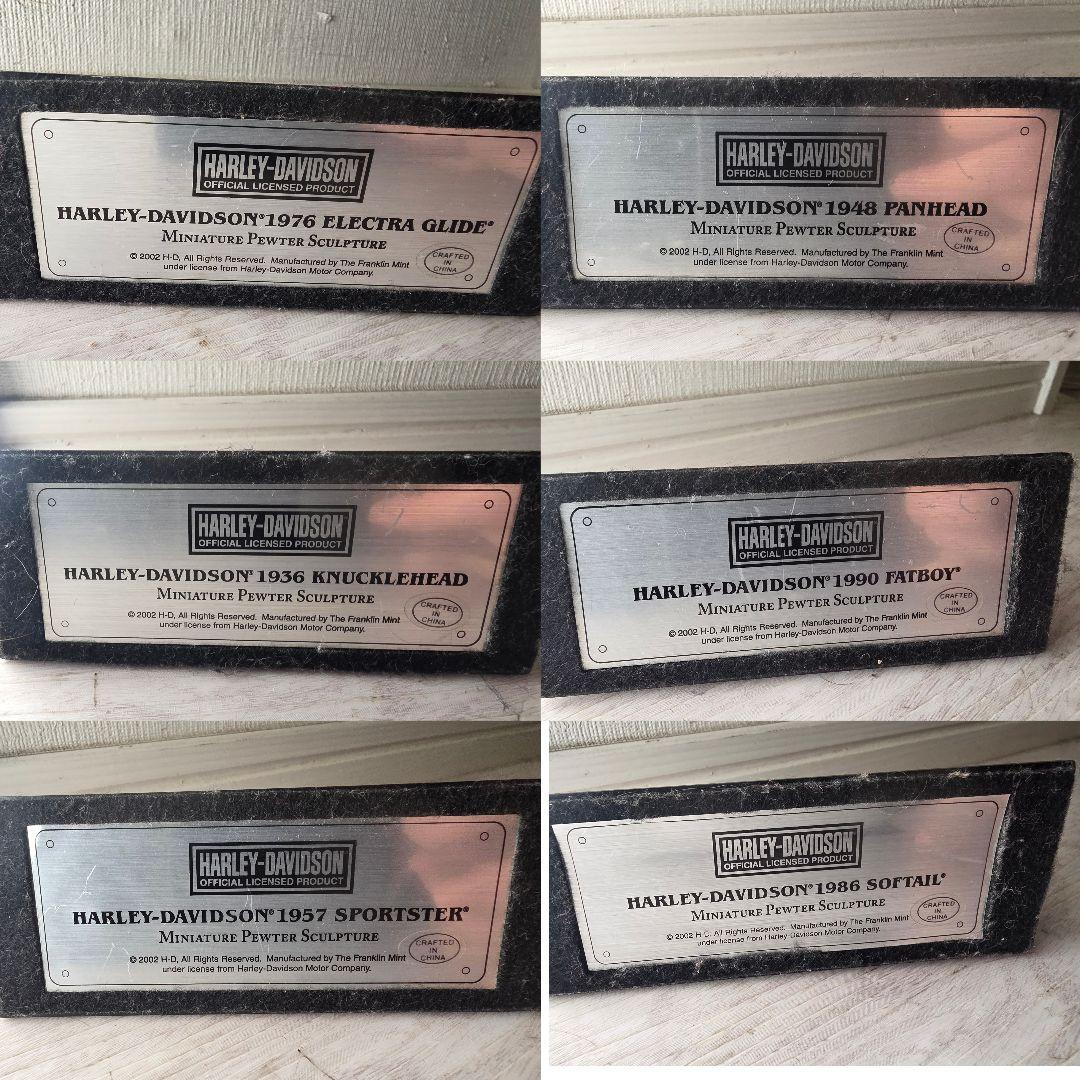 HARLEY-DAVIDSON
OFFICIAL LICENSED PRODUCT
HARLEY-DAVIDSON® 1976 ELECTRA GLIDE®
MINIATURE PEWTER SCULPTURE
© 2002 H-D, All Rights Reserved. Manufactured by The Franklin Mint
under license from Harley-Davidson Motor Company.
CRAFTED
IN
CHINA
HARLEY-DAVIDSON
OFFICIAL LICENSED PRODUCT
HARLEY-DAVIDSON® 1948 PANHEAD
MINIATURE PEWTER SCULPTURE
© 2002 H-D, All Rights Reserved. Manufactured by The Franklin Mint
under license from Harley-Davidson Motor Company.
CRAFTED
IN
CHINA
HARLEY-DAVIDSON
OFFICIAL LICENSED PRODUCT
HARLEY-DAVIDSON® 1936 KNUCKLEHEAD
MINIATURE PEWTER SCULPTURE
© 2002 H-D, All Rights Reserved. Manufactured by The Franklin Mint
under license from Harley-Davidson Motor Company.
CRAFTED
IN
CHINA
HARLEY-DAVIDSON
OFFICIAL LICENSED PRODUCT
HARLEY-DAVIDSON® 1990 FATBOY®
MINIATURE PEWTER SCULPTURE
© 2002 H-D, All Rights Reserved. Manufactured by The Franklin Mint
under license from Harley-Davidson Motor Company.
CRAFTED
IN
CHINA
HARLEY-DAVIDSON
OFFICIAL LICENSED PRODUCT
HARLEY-DAVIDSON® 1957 SPORTSTER®
MINIATURE PEWTER SCULPTURE
© 2002 H-D, All Rights Reserved. Manufactured by The Franklin Mint
under license from Harley-Davidson Motor Company.
CRAFTED
IN
CHINA
HARLEY-DAVIDSON
OFFICIAL LICENSED PRODUCT
HARLEY-DAVIDSON® 1986 SOFTAIL®
MINIATURE PEWTER SCULPTURE
© 2002 H-D, All Rights Reserved. Manufactured by The Franklin Mint
under license from Harley-Davidson Motor Company.
CRAFTED
IN
CHINA